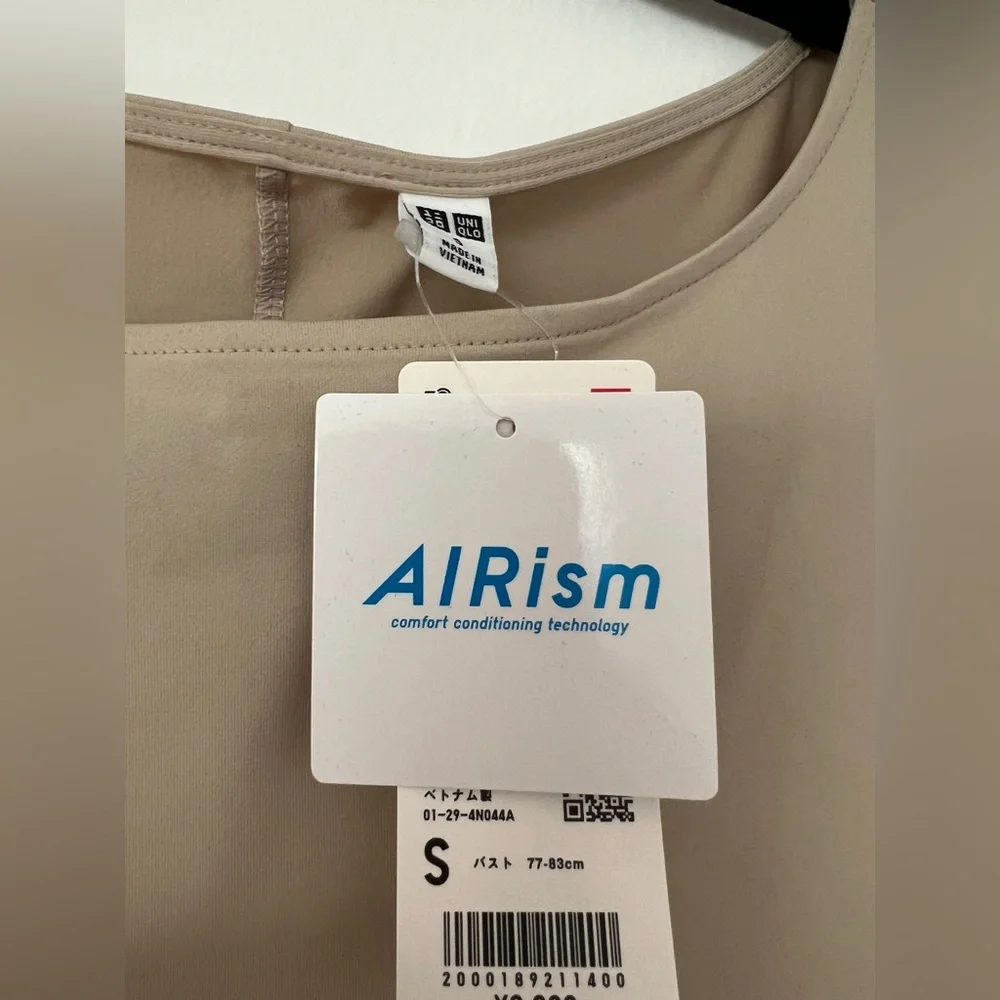 UNI
QLO
S
MADE IN
VIETNAM
AIRism
comfort conditioning technology
ベトナム製
01-29-4N044A
S バスト 77-83cm
2000189211400